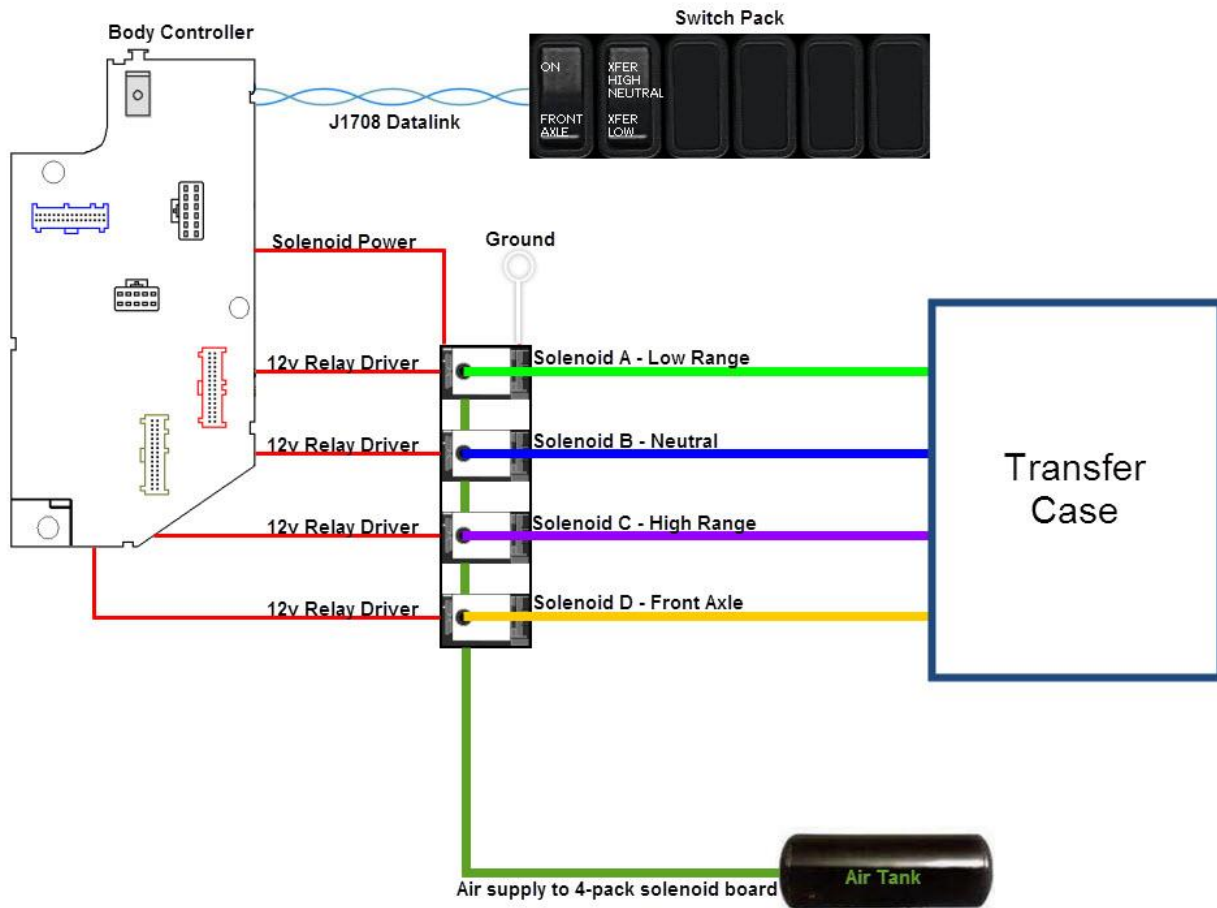 Switch Pack
Body Controller
ON
FRONT
AXLE
XFER
HIGH
NEUTRAL
XFER
LOW
J1708 Datalink
Solenoid Power
Ground
12v Relay Driver
Solenoid A - Low Range
12v Relay Driver
Solenoid B - Neutral
12v Relay Driver
Solenoid C - High Range
12v Relay Driver
Solenoid D - Front Axle
Transfer
Case
Air supply to 4-pack solenoid board
Air Tank